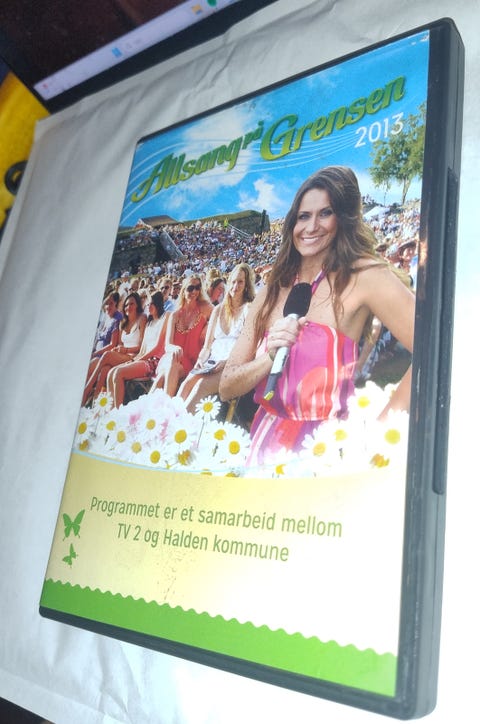 Allsang på Grensen
2013
Programmet er et samarbeid mellom
TV 2 og Halden kommune